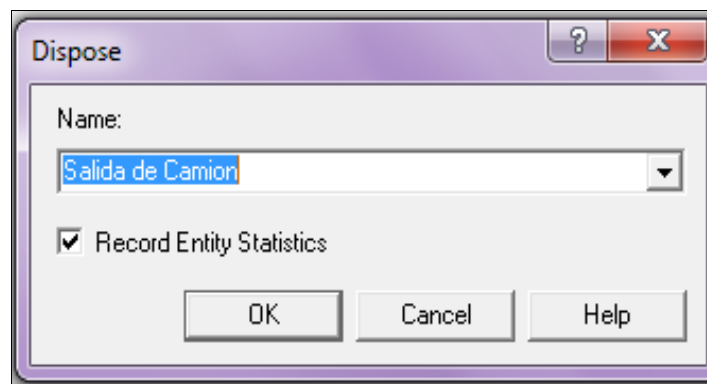 Dispose
?
X
Name:
Salida de Camion
Record Entity Statistics
OK
Cancel
Help